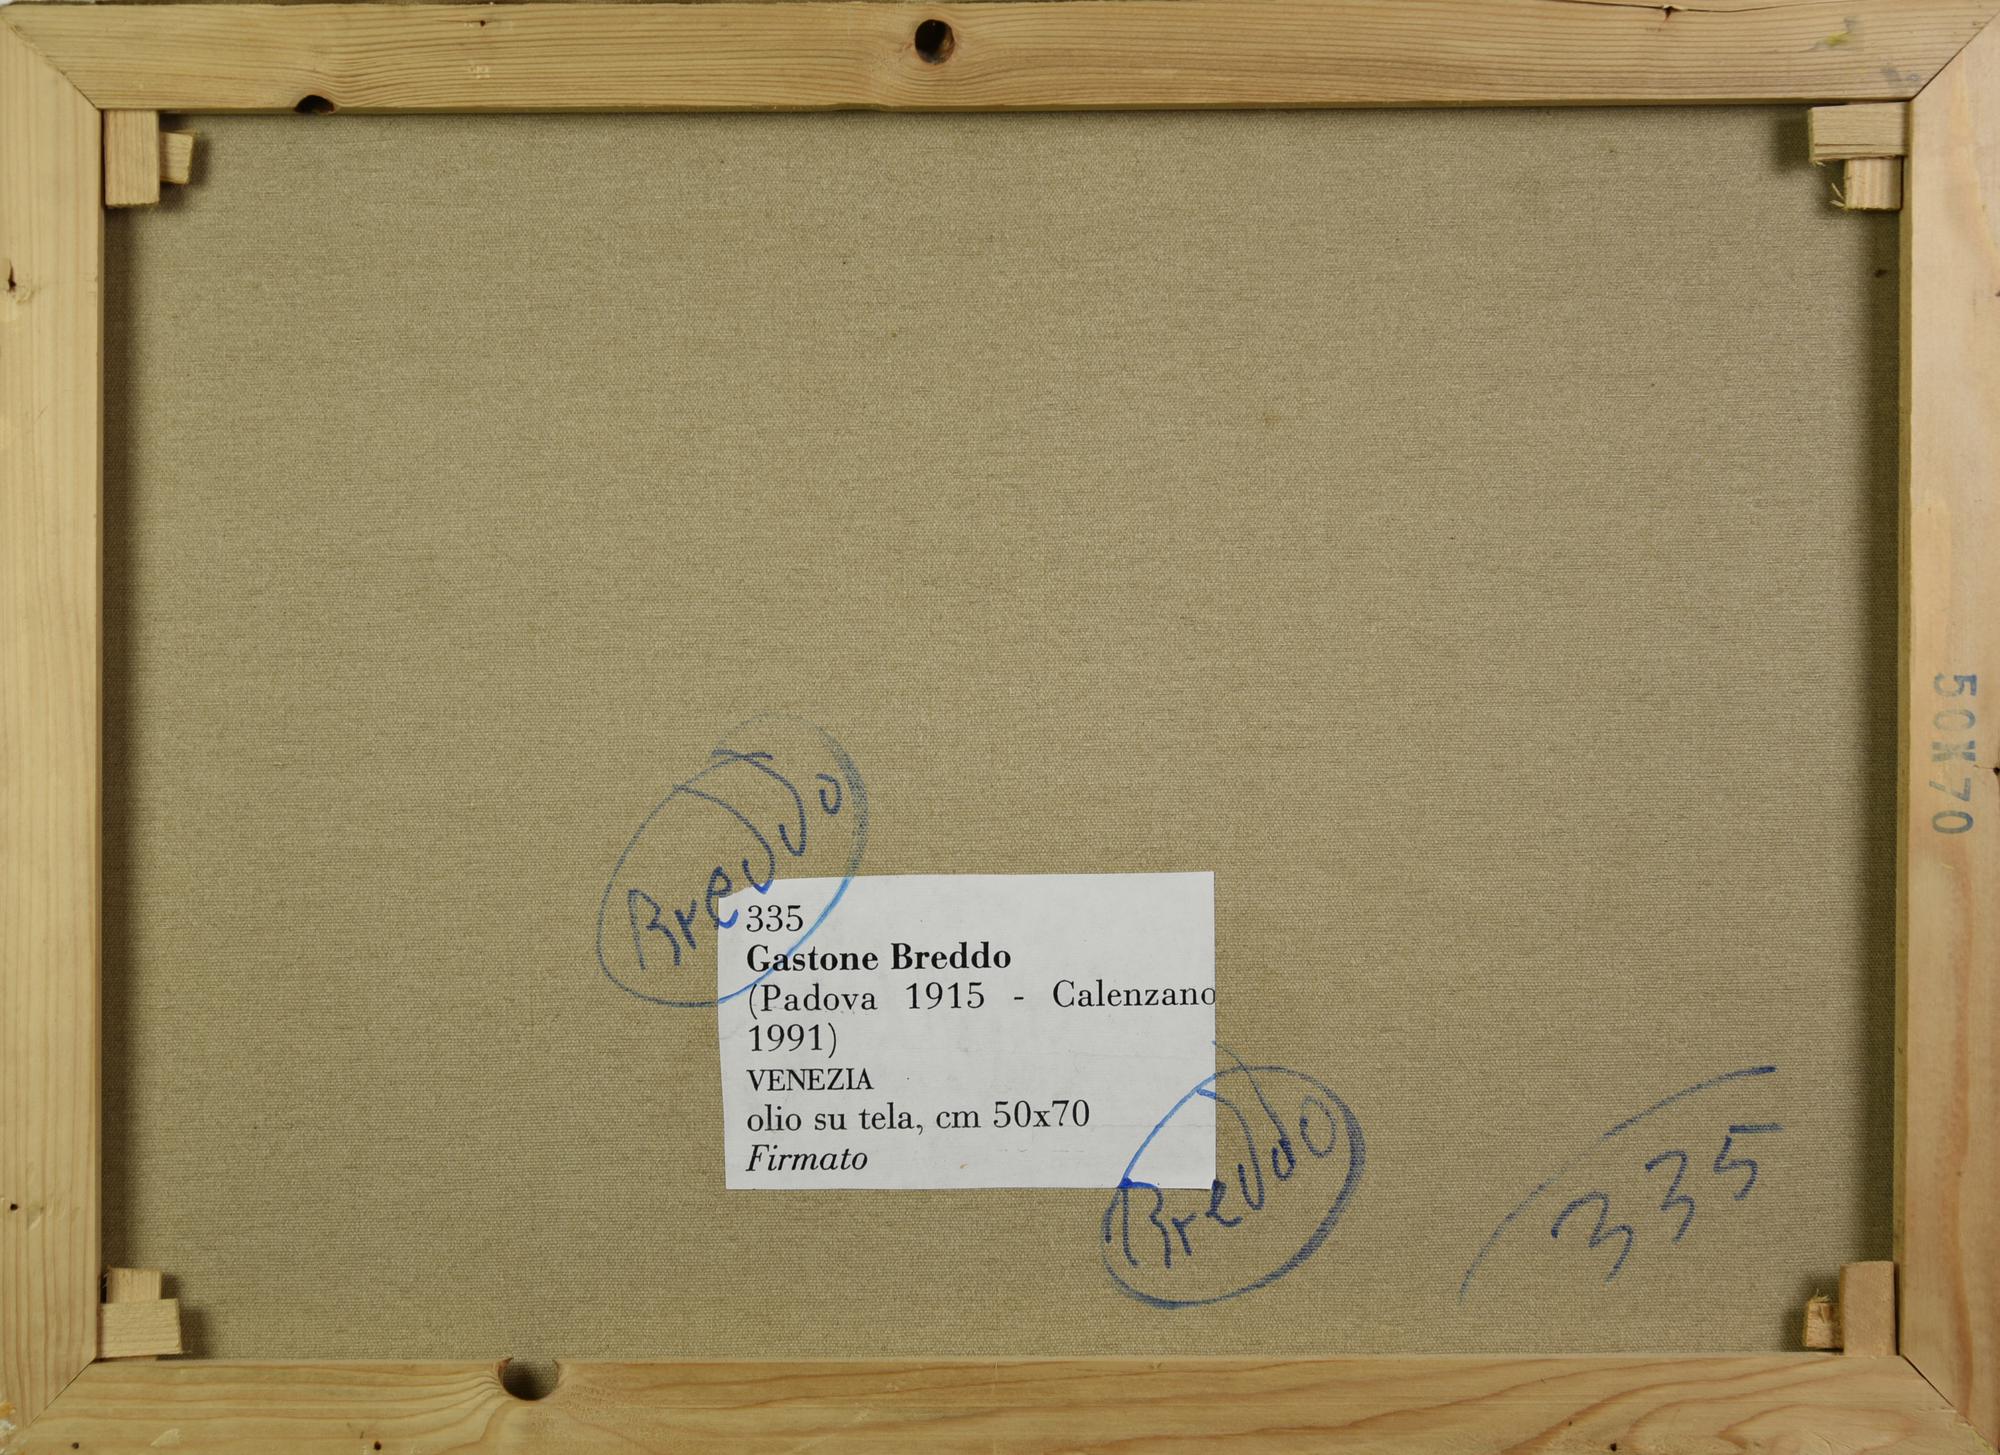 Breddo
335
Gastone Breddo
(Padova 1915 - Calenzano
1991)
VENEZIA
olio su tela, cm 50x70
Firmato
Breddo
335
50X70